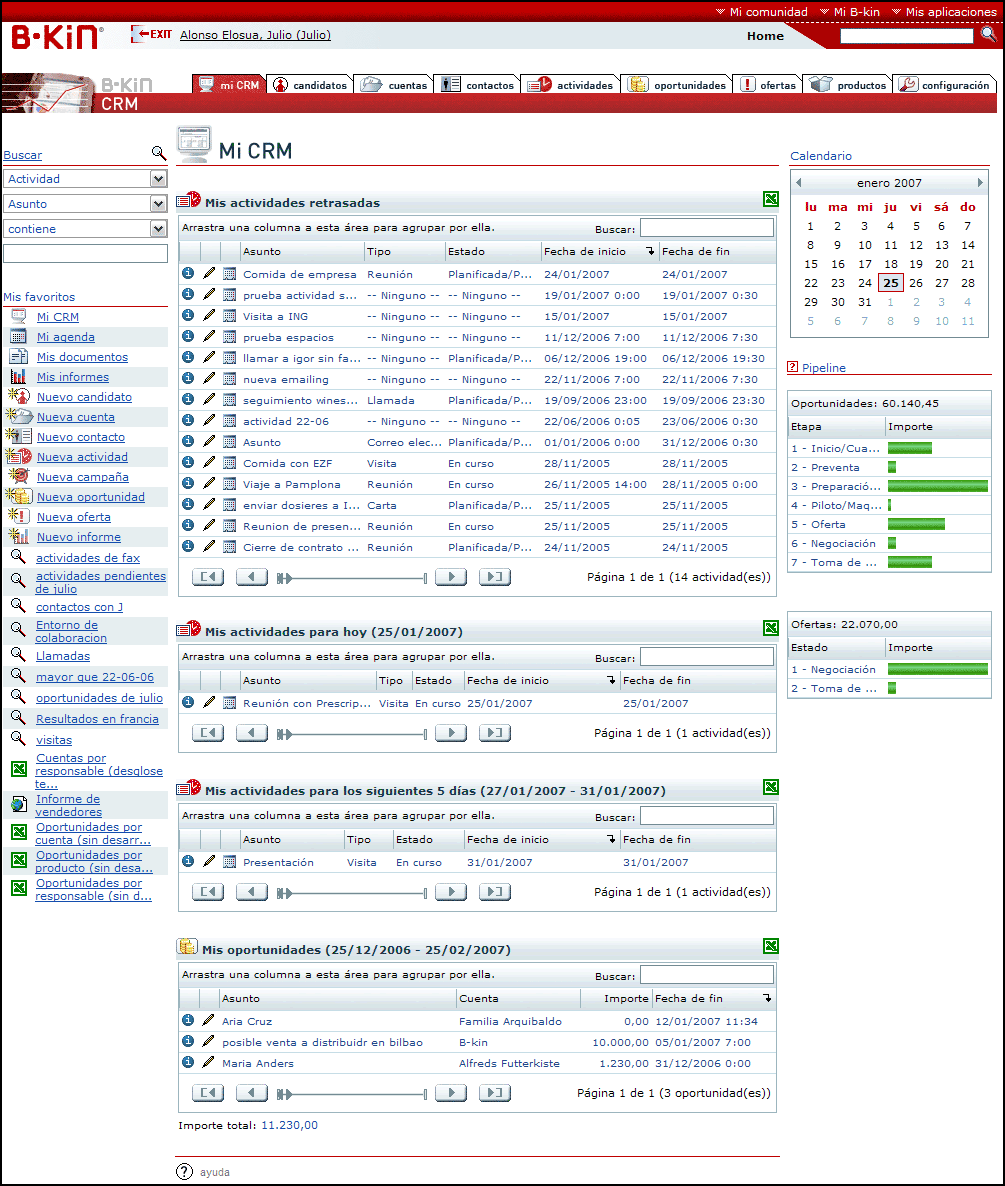 Mi comunidad Mi B-kin Mis aplicaciones
B·KiN® EXIT Alonso Elosua, Julio (Julio) Home
B·KiN
CRM
mi CRM candidatos cuentas contactos actividades oportunidades ofertas productos configuración
Buscar
Actividad
Asunto
contiene
Mis favoritos
Mi CRM
Mi agenda
Mis documentos
Mis informes
Nuevo candidato
Nueva cuenta
Nuevo contacto
Nueva actividad
Nueva campaña
Nueva oportunidad
Nueva oferta
Nuevo informe
actividades de fax
actividades pendientes
de julio
contactos con J
Entorno de
colaboracion
Llamadas
mayor que 22-06-06
oportunidades de julio
Resultados en francia
visitas
Cuentas por
responsable (desglose
te...
Informe de
vendedores
Oportunidades por
cuenta (sin desarr...
Oportunidades por
producto (sin desa...
Oportunidades por
responsable (sin d...
Mi CRM
Mis actividades retrasadas
Arrastra una columna a esta área para agrupar por ella. Buscar:
Asunto Tipo Estado Fecha de inicio Fecha de fin
Comida de empresa Reunión Planificada/P... 24/01/2007 24/01/2007
prueba actividad s... -- Ninguno -- -- Ninguno -- 19/01/2007 0:00 19/01/2007 0:30
Visita a ING -- Ninguno -- -- Ninguno -- 15/01/2007 15/01/2007
prueba espacios -- Ninguno -- -- Ninguno -- 11/12/2006 7:00 11/12/2006 7:30
llamar a igor sin fa... -- Ninguno -- Planificada/P... 06/12/2006 19:00 06/12/2006 19:30
nueva emailing -- Ninguno -- -- Ninguno -- 22/11/2006 7:00 22/11/2006 7:30
seguimiento wines... Llamada Planificada/P... 19/09/2006 23:00 19/09/2006 23:30
actividad 22-06 -- Ninguno -- -- Ninguno -- 22/06/2006 0:05 23/06/2006 0:30
Asunto Correo elec... Planificada/P... 01/01/2006 0:00 31/12/2006 0:30
Comida con EZF Visita En curso 28/11/2005 28/11/2005
Viaje a Pamplona Reunión En curso 26/11/2005 14:00 28/11/2005 0:00
enviar dosieres a I... Carta Planificada/P... 25/11/2005 25/11/2005
Reunion de presen... Reunión En curso 25/11/2005 25/11/2005
Cierre de contrato ... Reunión Planificada/P... 24/11/2005 24/11/2005
Página 1 de 1 (14 actividad(es))
Mis actividades para hoy (25/01/2007)
Arrastra una columna a esta área para agrupar por ella. Buscar:
Asunto Tipo Estado Fecha de inicio Fecha de fin
Reunión con Prescrip... Visita En curso 25/01/2007 25/01/2007
Página 1 de 1 (1 actividad(es))
Mis actividades para los siguientes 5 días (27/01/2007 - 31/01/2007)
Arrastra una columna a esta área para agrupar por ella. Buscar:
Asunto Tipo Estado Fecha de inicio Fecha de fin
Presentación Visita En curso 31/01/2007 31/01/2007
Página 1 de 1 (1 actividad(es))
Mis oportunidades (25/12/2006 - 25/02/2007)
Arrastra una columna a esta área para agrupar por ella. Buscar:
Asunto Cuenta Importe Fecha de fin
Aria Cruz Familia Arquibaldo 0,00 12/01/2007 11:34
posible venta a distribuidr en bilbao B-kin 10.000,00 05/01/2007 7:00
Maria Anders Alfreds Futterkiste 1.230,00 31/12/2006 0:00
Página 1 de 1 (3 oportunidad(es))
Importe total: 11.230,00
ayuda
Calendario
enero 2007
lu ma mi ju vi sá do
1 2 3 4 5 6 7
8 9 10 11 12 13 14
15 16 17 18 19 20 21
22 23 24 25 26 27 28
29 30 31 1 2 3 4
5 6 7 8 9 10 11
Pipeline
Oportunidades: 60.140,45
Etapa Importe
1 - Inicio/Cua...
2 - Preventa
3 - Preparació...
4 - Piloto/Maq...
5 - Oferta
6 - Negociación
7 - Toma de ...
Ofertas: 22.070,00
Estado Importe
1 - Negociación
2 - Toma de ...